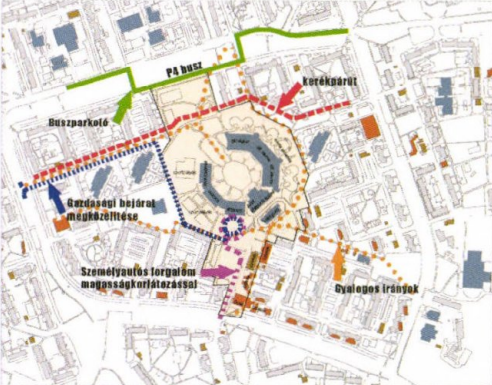 P4 busz
kerékpárút
Buszparkoló
Gazdasági bejárat
megközelítése
Személyautós forgalom
magasságkorlátozással
Gyalogos irányok